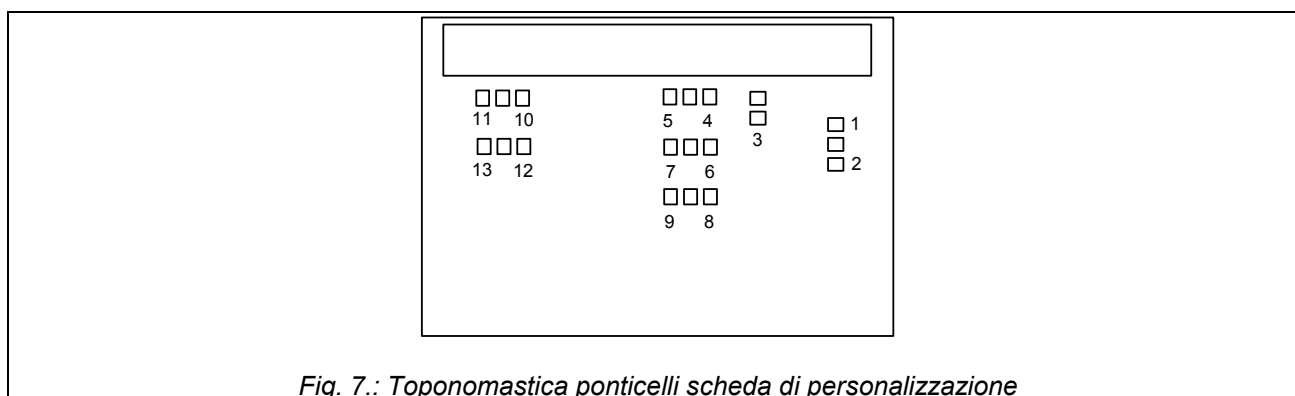 11 10 5 4 3 1
13 12 7 6 2
9 8
Fig. 7.: Toponomastica ponticelli scheda di personalizzazione